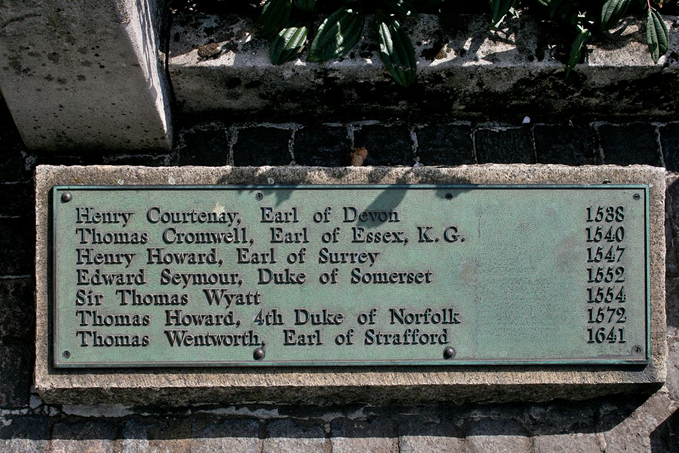 Henry Courtenay, Earl of Devon 1538
Thomas Cromwell, Earl of Essex, K.G. 1540
Henry Howard, Earl of Surrey 1547
Edward Seymour, Duke of Somerset 1552
Sir Thomas Wyatt 1554
Thomas Howard, 4th Duke of Norfolk 1572
Thomas Wentworth, Earl of Strafford 1641